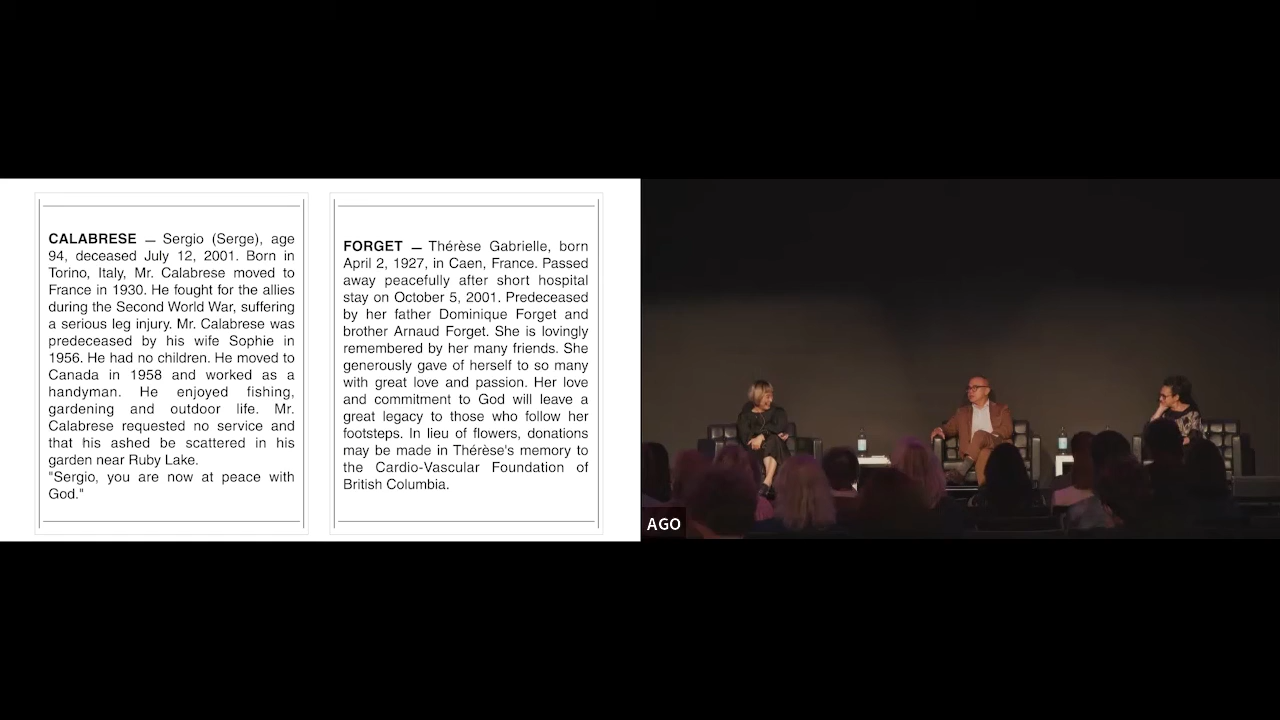 CALABRESE — Sergio (Serge), age
94, deceased July 12, 2001. Born in
Torino, Italy, Mr. Calabrese moved to
France in 1930. He fought for the allies
during the Second World War, suffering
a serious leg injury. Mr. Calabrese was
predeceased by his wife Sophie in
1956. He had no children. He moved to
Canada in 1958 and worked as a
handyman. He enjoyed fishing,
gardening and outdoor life. Mr.
Calabrese requested no service and
that his ashed be scattered in his
garden near Ruby Lake.
"Sergio, you are now at peace with
God."
FORGET — Thérèse Gabrielle, born
April 2, 1927, in Caen, France. Passed
away peacefully after short hospital
stay on October 5, 2001. Predeceased
by her father Dominique Forget and
brother Arnaud Forget. She is lovingly
remembered by her many friends. She
generously gave of herself to so many
with great love and passion. Her love
and commitment to God will leave a
great legacy to those who follow her
footsteps. In lieu of flowers, donations
may be made in Thérèse's memory to
the Cardio-Vascular Foundation of
British Columbia.
AGO